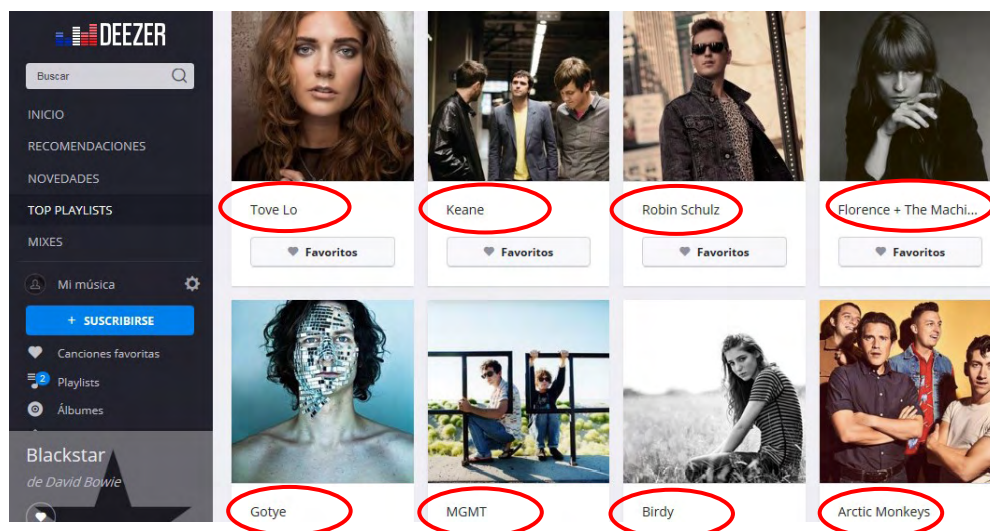 DEEZER
Buscar
INICIO
RECOMENDACIONES
NOVEDADES
TOP PLAYLISTS
MIXES
Mi música
+ SUSCRIBIRSE
Canciones favoritas
2
Playlists
Álbumes
Blackstar
de David Bowie
Tove Lo
Keane
Robin Schulz
Florence + The Machi...
Favoritos
Favoritos
Favoritos
Favoritos
Gotye
MGMT
Birdy
Arctic Monkeys